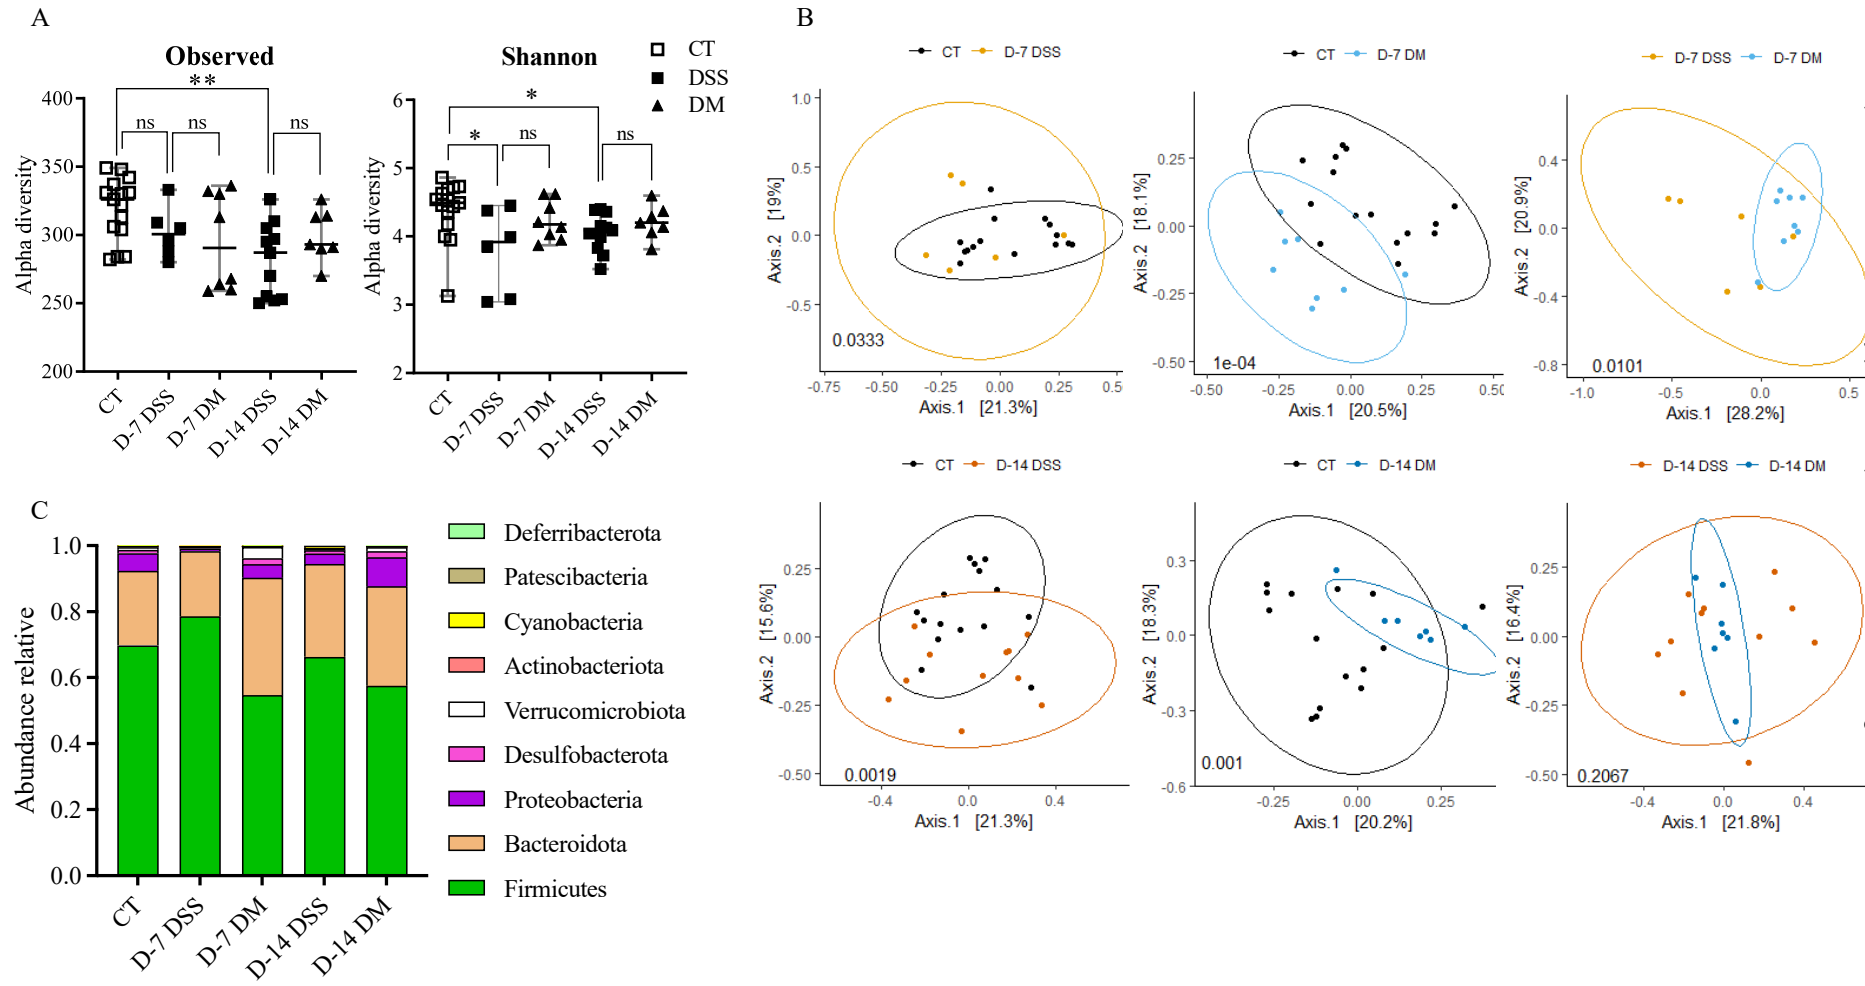 A
Observed
**
ns
ns
ns
400
350
300
250
200
Alpha diversity
CT
D-7 DSS
D-7 DM
D-14 DSS
D-14 DM
Shannon
*
*
ns
ns
6
5
4
3
2
Alpha diversity
CT
D-7 DSS
D-7 DM
D-14 DSS
D-14 DM
CT
DSS
DM
B
CT D-7 DSS
1.0
0.5
0.0
-0.5
Axis.2 [19%]
0.0333
-0.75 -0.50 -0.25 0.00 0.25 0.5
Axis.1 [21.3%]
CT D-7 DM
0.25
0.00
-0.25
-0.50
Axis.2 [18.1%]
1e-04
-0.50 -0.25 0.00 0.25 0.50
Axis.1 [20.5%]
D-7 DSS D-7 DM
0.4
0.0
-0.4
-0.8
Axis.2 [20.9%]
0.0101
-1.0 -0.5 0.0 0.5
Axis.1 [28.2%]
CT D-14 DSS
0.25
0.00
-0.25
-0.50
Axis.2 [15.6%]
0.0019
-0.4 0.0 0.4
Axis.1 [21.3%]
CT D-14 DM
0.3
0.0
-0.3
-0.6
Axis.2 [18.3%]
0.001
-0.25 0.00 0.25
Axis.1 [20.2%]
D-14 DSS D-14 DM
0.25
0.00
-0.25
-0.50
Axis.2 [16.4%]
0.2067
-0.4 0.0 0.4
Axis.1 [21.8%]
C
1.0
0.8
0.6
0.4
0.2
0.0
Abundance relative
CT
D-7 DSS
D-7 DM
D-14 DSS
D-14 DM
Deferribacterota
Patescibacteria
Cyanobacteria
Actinobacteriota
Verrucomicrobiota
Desulfobacterota
Proteobacteria
Bacteroidota
Firmicutes